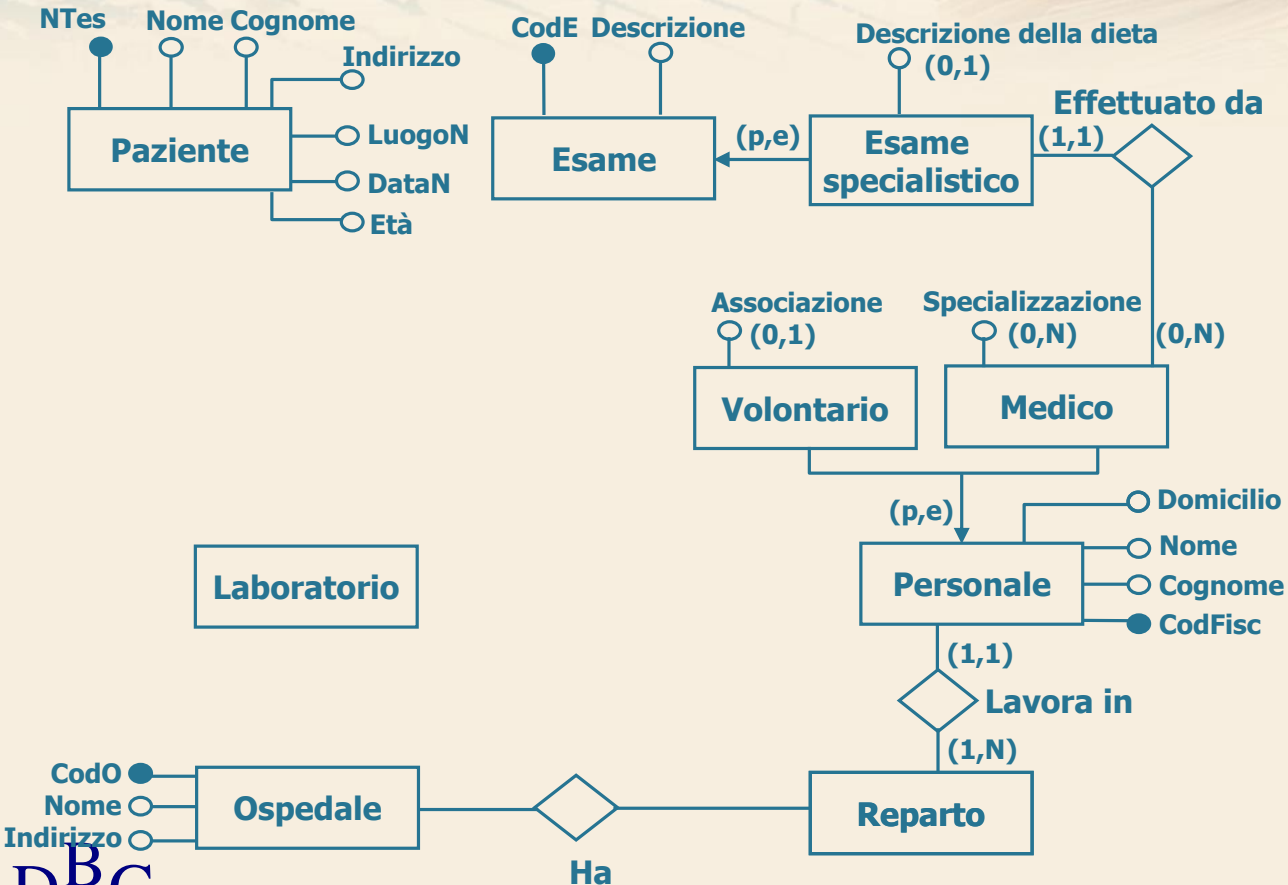 NTes Nome Cognome
Indirizzo
LuogoN
DataN
Età
Paziente
CodE Descrizione
Esame
(p,e)
Descrizione della dieta
(0,1)
Esame
specialistico
Effettuato da
(1,1)
(0,N)
Associazione
(0,1)
Volontario
Specializzazione
(0,N)
Medico
(p,e)
Domicilio
Nome
Cognome
CodFisc
Personale
(1,1)
Lavora in
(1,N)
Laboratorio
CodO
Nome
Indirizzo
Ospedale
Ha
Reparto
DBG